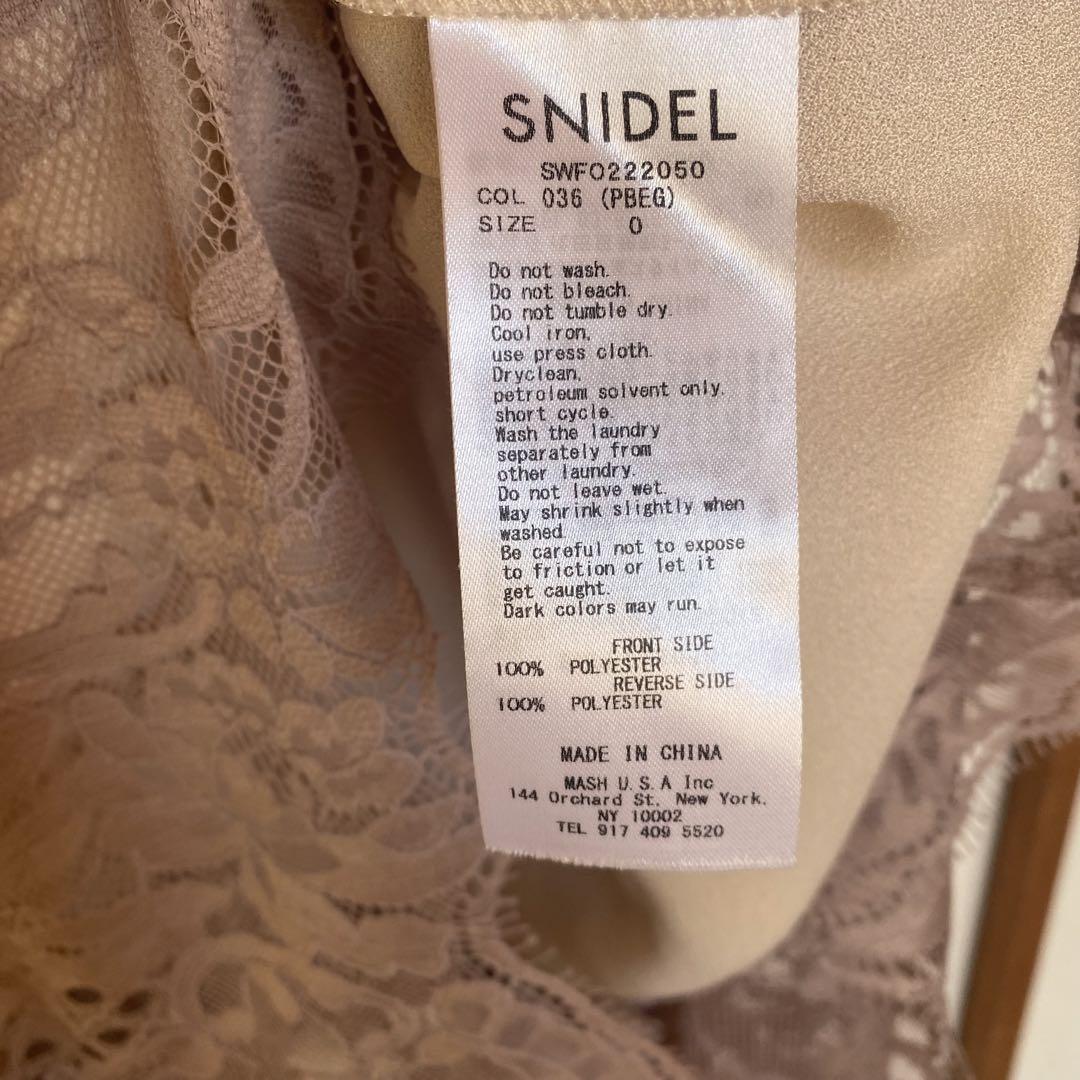 SNIDEL
SWFO222050
COL 036 (PBEG)
SIZE 0
Do not wash.
Do not bleach.
Do not tumble dry.
Cool iron,
use press cloth.
Dryclean,
petroleum solvent only.
short cycle.
Wash the laundry
separately from
other laundry.
Do not leave wet.
May shrink slightly when
washed.
Be careful not to expose
to friction or let it
get caught.
Dark colors may run.
FRONT SIDE
100% POLYESTER
REVERSE SIDE
100% POLYESTER
MADE IN CHINA
MASH U.S.A Inc
144 Orchard St. New York,
NY 10002
TEL 917 409 5520